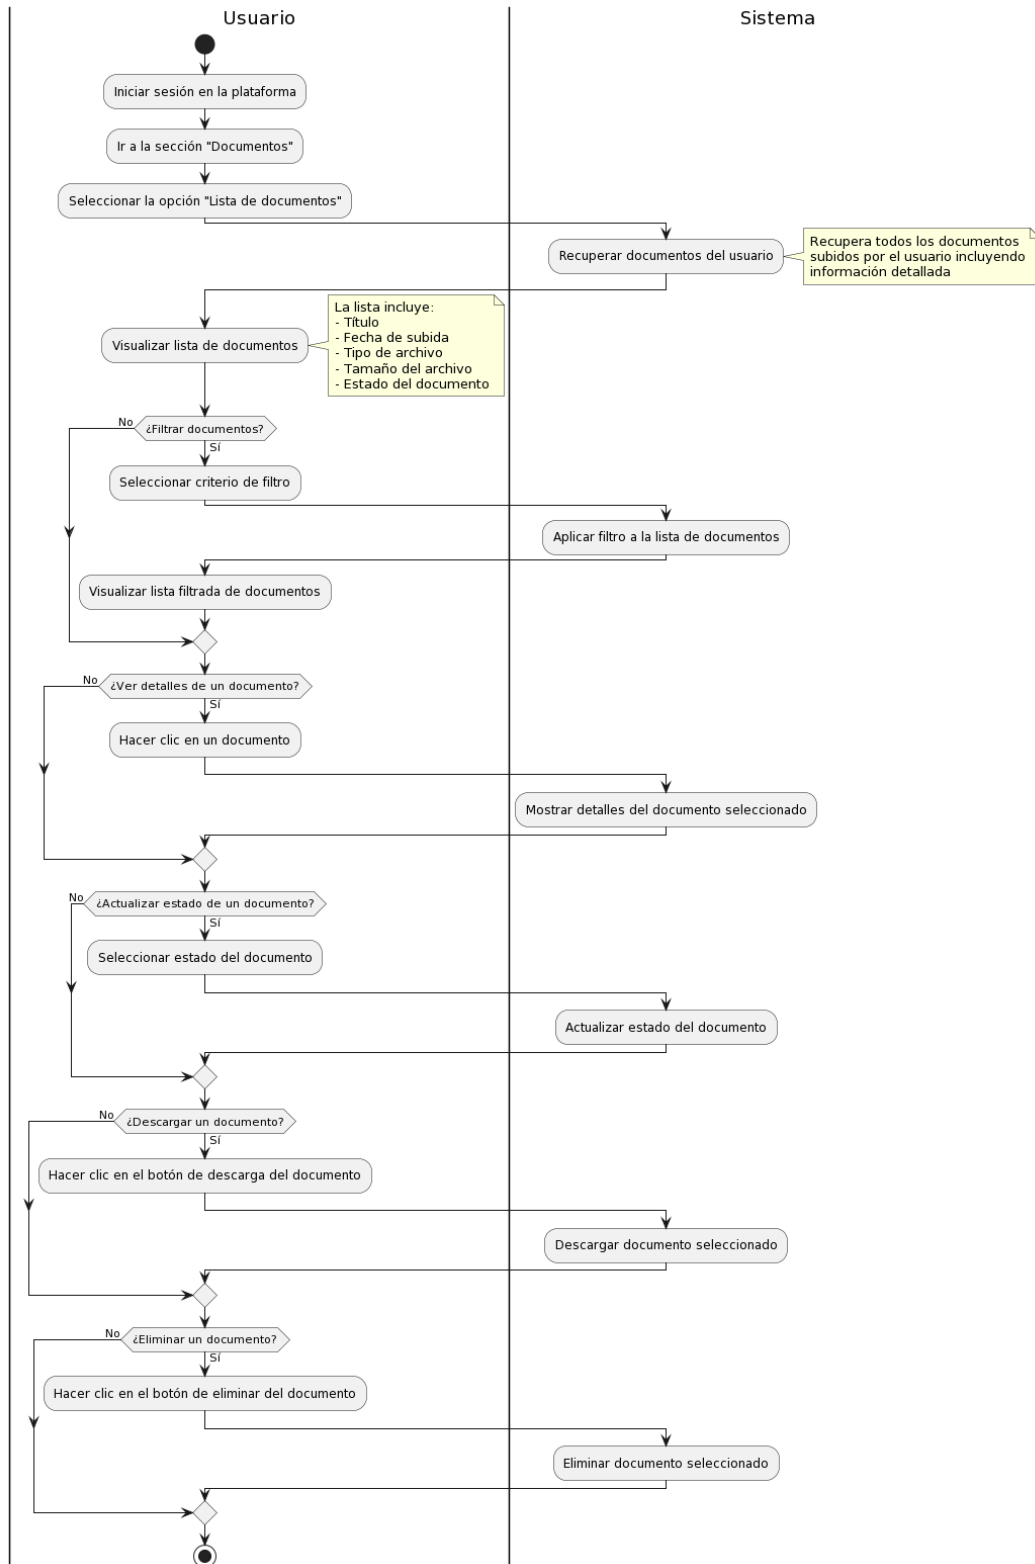 Usuario
Sistema
Iniciar sesión en la plataforma
Ir a la sección "Documentos"
Seleccionar la opción "Lista de documentos"
Recuperar documentos del usuario
Recupera todos los documentos
subidos por el usuario incluyendo
información detallada
Visualizar lista de documentos
La lista incluye:
- Título
- Fecha de subida
- Tipo de archivo
- Tamaño del archivo
- Estado del documento
No
¿Filtrar documentos?
Sí
Seleccionar criterio de filtro
Aplicar filtro a la lista de documentos
Visualizar lista filtrada de documentos
No
¿Ver detalles de un documento?
Sí
Hacer clic en un documento
Mostrar detalles del documento seleccionado
No
¿Actualizar estado de un documento?
Sí
Seleccionar estado del documento
Actualizar estado del documento
No
¿Descargar un documento?
Sí
Hacer clic en el botón de descarga del documento
Descargar documento seleccionado
No
¿Eliminar un documento?
Sí
Hacer clic en el botón de eliminar del documento
Eliminar documento seleccionado